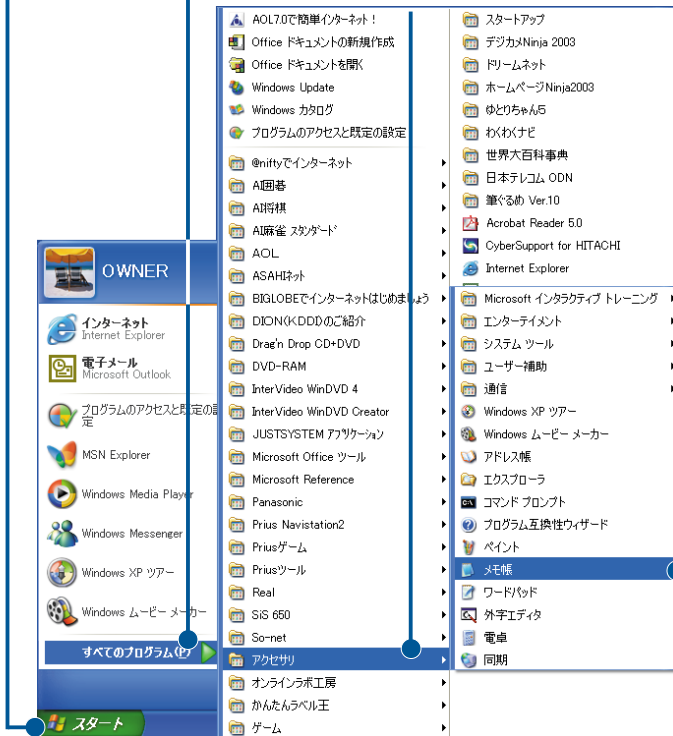 OWNER
インターネット
Internet Explorer
電子メール
Microsoft Outlook
プログラムのアクセスと既定の設
定
MSN Explorer
Windows Media Player
Windows Messenger
Windows XP ツアー
Windows ムービー メーカー
すべてのプログラム(P)
スタート
AOL7.0で簡単インターネット!
Office ドキュメントの新規作成
Office ドキュメントを開く
Windows Update
Windows カタログ
プログラムのアクセスと既定の設定
@niftyでインターネット
AI囲碁
AI将棋
AI麻雀 スタンダード
AOL
ASAHIネット
BIGLOBEでインターネットはじめましょう
DION(KDDI)のご紹介
Drag'n Drop CD+DVD
DVD-RAM
InterVideo WinDVD 4
InterVideo WinDVD Creator
JUSTSYSTEM アプリケーション
Microsoft Office ツール
Microsoft Reference
Panasonic
Prius Navistation2
Priusゲーム
Priusツール
Real
SiS 650
So-net
アクセサリ
オンラインラボ工房
かんたんラベル王
ゲーム
スタートアップ
デジカメNinja 2003
ドリームネット
ホームページNinja2003
ゆとりちゃん5
わくわくナビ
世界大百科事典
日本テレコム ODN
筆ぐるめ Ver.10
Acrobat Reader 5.0
CyberSupport for HITACHI
Internet Explorer
Microsoft インタラクティブ トレーニング
エンターテイメント
システム ツール
ユーザー補助
通信
Windows XP ツアー
Windows ムービー メーカー
アドレス帳
エクスプローラ
コマンド プロンプト
プログラム互換性ウィザード
ペイント
メモ帳
ワードパッド
外字エディタ
電卓
同期